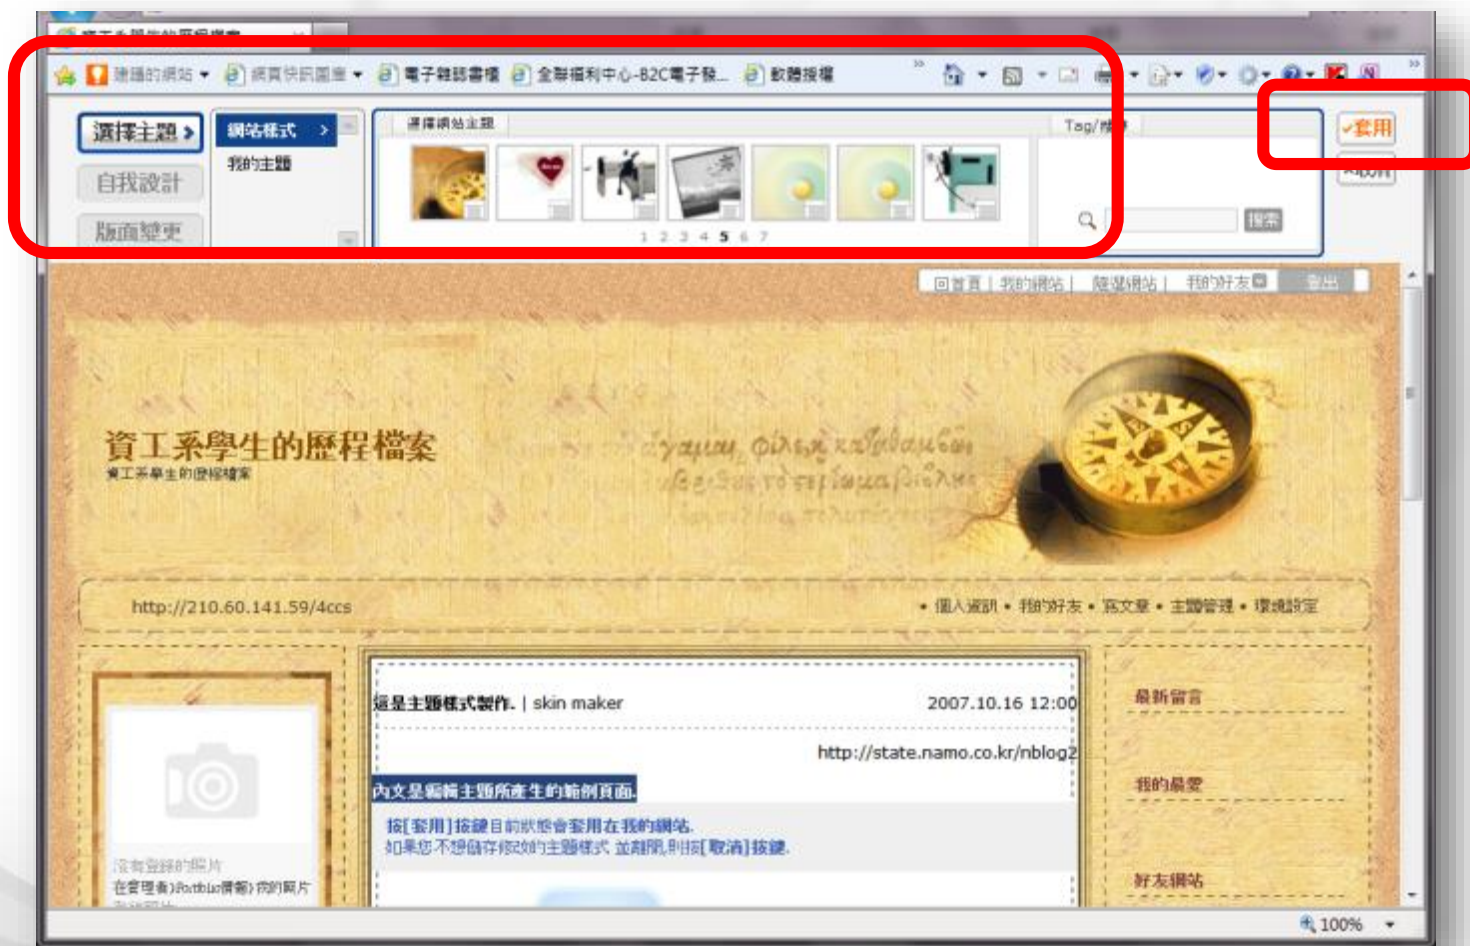 建議的網站 ▾ 網頁快訊圖庫 ▾ 電子雜誌書櫃 全聯福利中心-B2C電子發... 軟體授權
選擇主題
網站樣式
選擇網站主題
Tag/
套用
我的主題
自我設計
版面變更
1 2 3 4 5 6 7
搜索
回首頁 | 我的網站 | 隨選網站 | 我的好友 登出
資工系學生的歷程檔案
資工系學生的歷程檔案
http://210.60.141.59/4ccs
• 個人資訊 • 我的好友 • 寫文章 • 主題管理 • 環境設定
這是主題樣式製作. | skin maker
2007.10.16 12:00
最新留言
http://state.namo.co.kr/nblog2
我的最愛
內文是編輯主題所產生的範例頁面.
按[套用]按鍵目前狀態會套用在我的網站.
如果您不想儲存修改的主題樣式 並離開,則按[取消]按鍵.
沒有登錄的照片
好友網站
100%